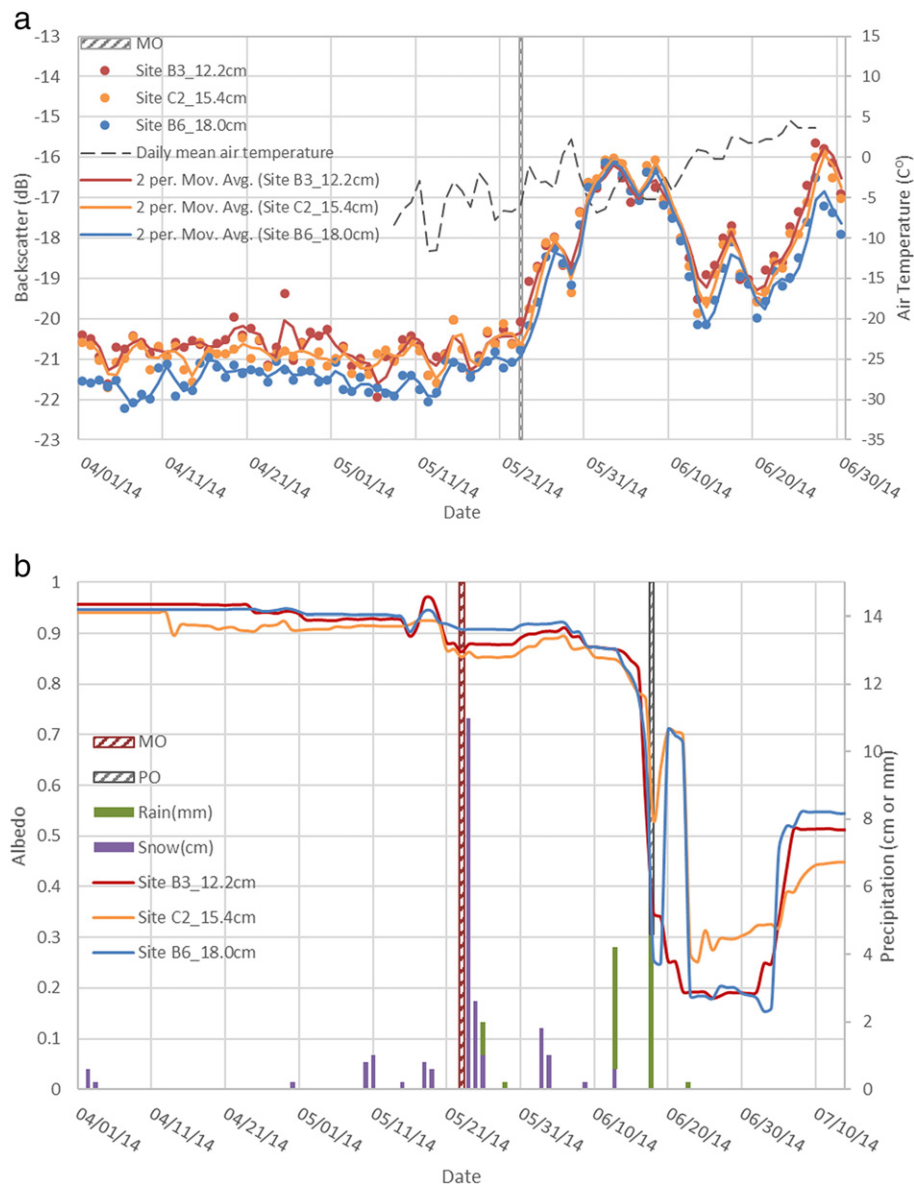 a
-13
-14
-15
-16
-17
-18
-19
-20
-21
-22
-23
Backscatter (dB)
MO
Site B3_12.2cm
Site C2_15.4cm
Site B6_18.0cm
Daily mean air temperature
2 per. Mov. Avg. (Site B3_12.2cm)
2 per. Mov. Avg. (Site C2_15.4cm)
2 per. Mov. Avg. (Site B6_18.0cm)
15
10
5
0
-5
-10
-15
-20
-25
-30
-35
Air Temperature (C°)
04/01/14
04/11/14
04/21/14
05/01/14
05/11/14
05/21/14
05/31/14
06/10/14
06/20/14
06/30/14
Date
b
1
0.9
0.8
0.7
0.6
0.5
0.4
0.3
0.2
0.1
0
Albedo
MO
PO
Rain(mm)
Snow(cm)
Site B3_12.2cm
Site C2_15.4cm
Site B6_18.0cm
14
12
10
8
6
4
2
0
Precipitation (cm or mm)
04/01/14
04/11/14
04/21/14
05/01/14
05/11/14
05/21/14
05/31/14
06/10/14
06/20/14
06/30/14
07/10/14
Date